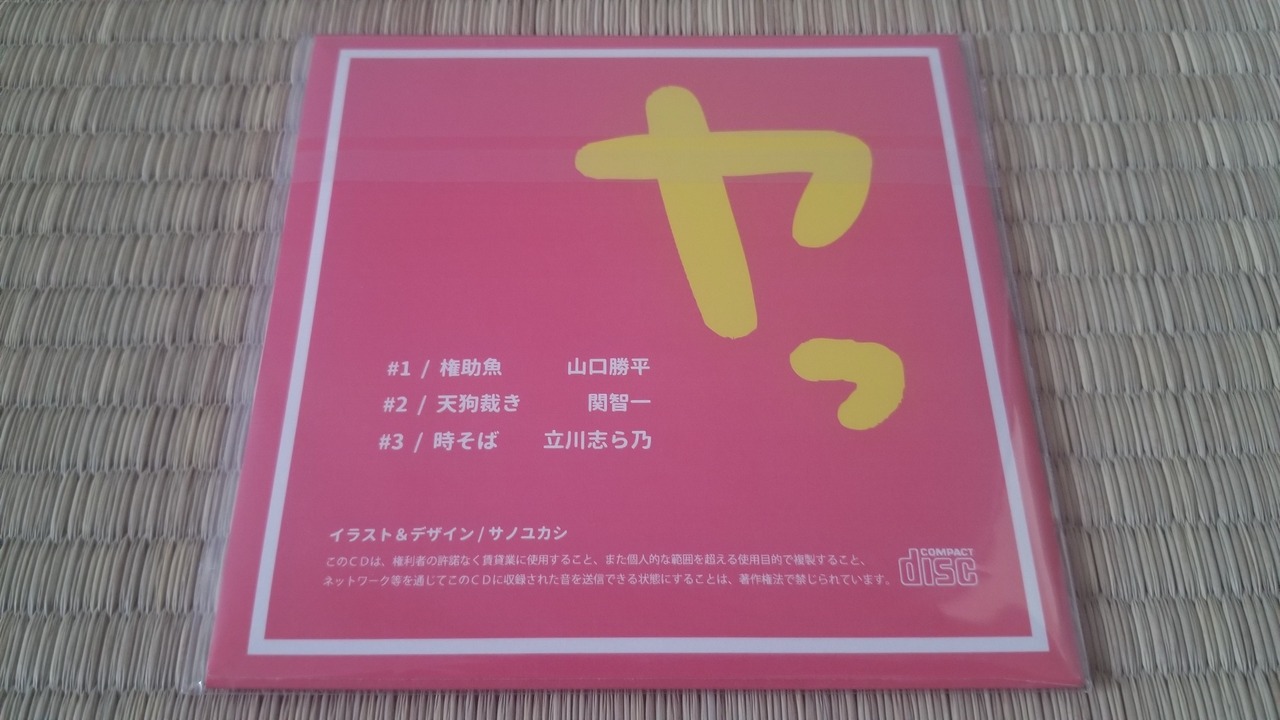 ヤっ
#1 / 権助魚 山口勝平
#2 / 天狗裁き 関智一
#3 / 時そば 立川志ら乃
イラスト&デザイン / サノユカシ
このCDは、権利者の許諾なく賃貸業に使用すること、また個人的な範囲を超える使用目的で複製すること、
ネットワーク等を通じてこのCDに収録された音を送信できる状態にすることは、著作権法で禁じられています。
COMPACT
disc